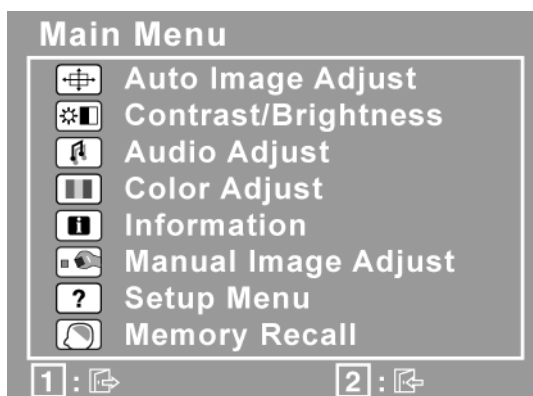 Main Menu
Auto Image Adjust
Contrast/Brightness
Audio Adjust
Color Adjust
i Information
Manual Image Adjust
? Setup Menu
Memory Recall
1 : 2 :